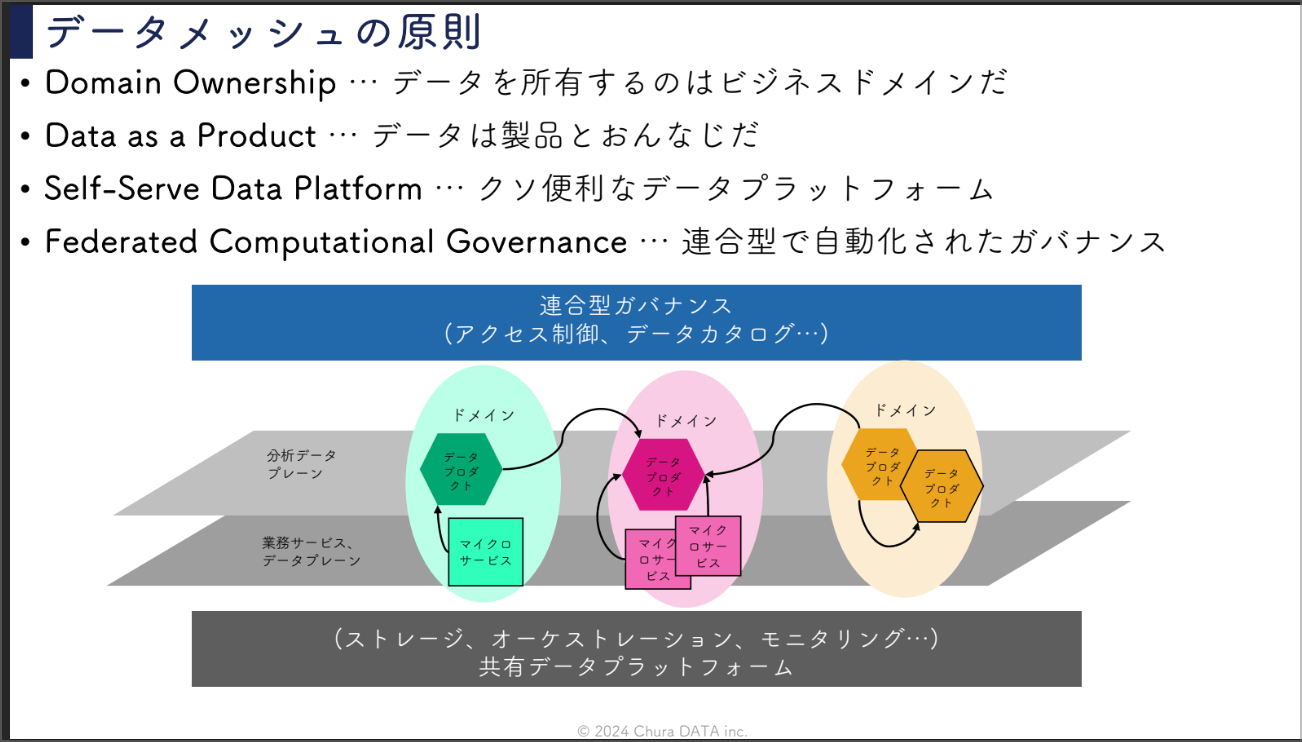 データメッシュの原則
• Domain Ownership … データを所有するのはビジネスドメインだ
• Data as a Product … データは製品とおんなじだ
• Self-Serve Data Platform … クソ便利なデータプラットフォーム
• Federated Computational Governance … 連合型で自動化されたガバナンス
連合型ガバナンス
(アクセス制御、データカタログ…)
ドメイン
ドメイン
ドメイン
分析データ
プレーン
データ
プロダ
クト
データ
プロダ
クト
データ
プロダ
クト
データ
プロダ
クト
業務サービス、
データプレーン
マイクロ
サービス
マイク
ロサー
ビス
マイク
ロサー
ビス
(ストレージ、オーケストレーション、モニタリング…)
共有データプラットフォーム
© 2024 Chura DATA inc.